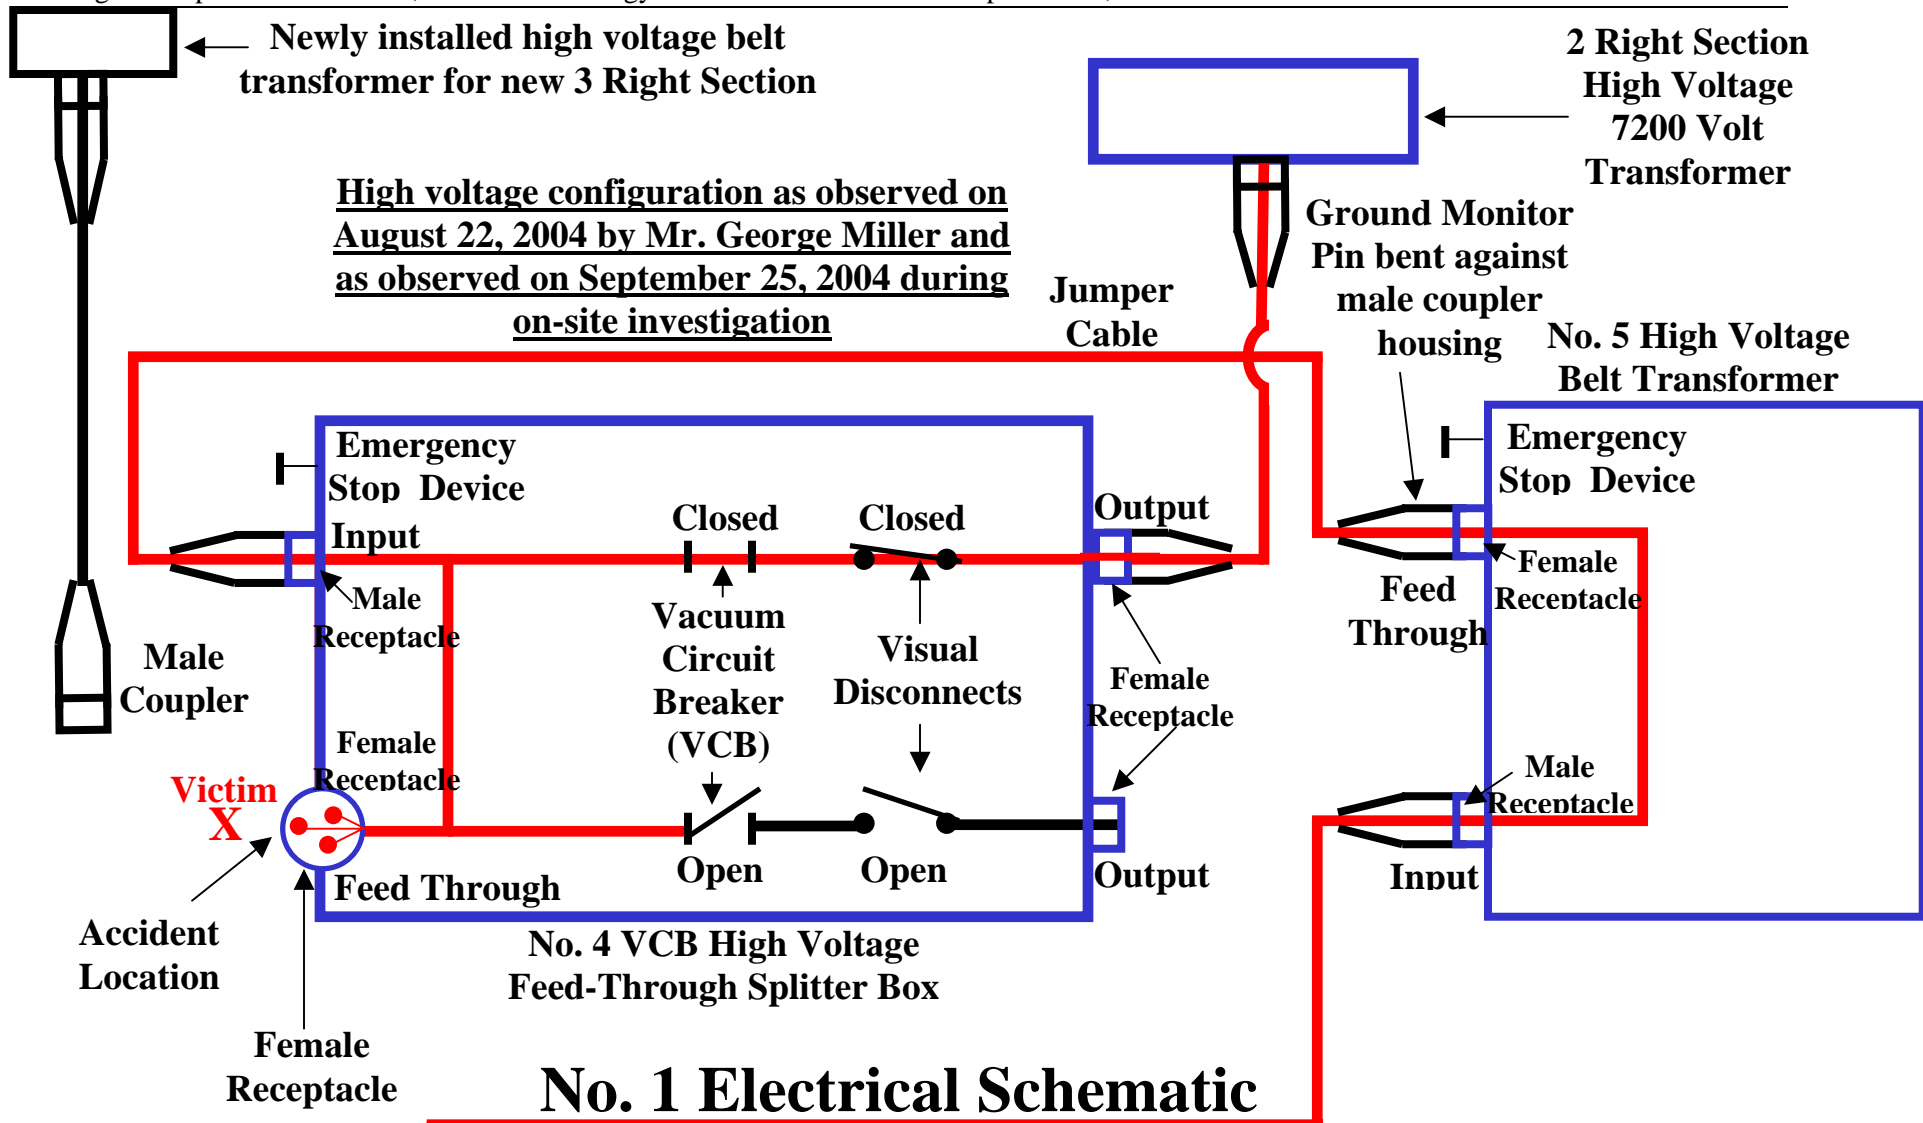 Newly installed high voltage belt
transformer for new 3 Right Section
2 Right Section
High Voltage
7200 Volt
Transformer
High voltage configuration as observed on
August 22, 2004 by Mr. George Miller and
as observed on September 25, 2004 during
on-site investigation
Ground Monitor
Pin bent against
male coupler
housing
Jumper
Cable
No. 5 High Voltage
Belt Transformer
Emergency
Stop Device
Emergency
Stop Device
Input
Closed
Closed
Output
Male
Receptacle
Vacuum
Circuit
Breaker
(VCB)
Visual
Disconnects
Female
Receptacle
Feed
Through
Female
Receptacle
Male
Coupler
Female
Receptacle
Male
Receptacle
Victim
X
Open
Open
Output
Input
Feed Through
Accident
Location
No. 4 VCB High Voltage
Feed-Through Splitter Box
Female
Receptacle
No. 1 Electrical Schematic